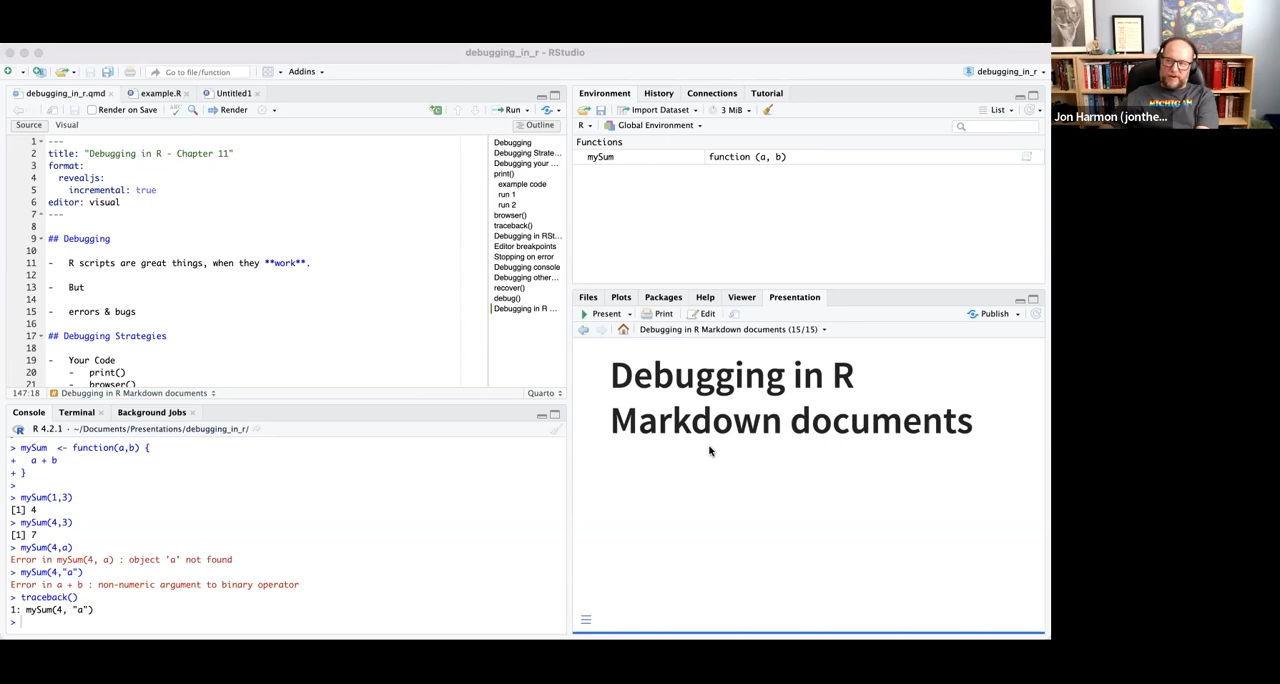 debugging_in_r - RStudio
Go to file/function
Addins
debugging_in_r
debugging_in_r.qmd
example.R
Untitled1
Render on Save
Render
Run
Source
Visual
Outline
1 ---
2 title: "Debugging in R - Chapter 11"
3 format:
4 revealjs:
5 incremental: true
6 editor: visual
7 ---
8
9 ## Debugging
10
11 - R scripts are great things, when they **work**.
12
13 - But
14
15 - errors & bugs
16
17 ## Debugging Strategies
18
19 - Your Code
20 - print()
21 - browser()
Debugging
Debugging Strate...
Debugging your ...
print()
example code
run 1
run 2
browser()
traceback()
Debugging in RSt...
Editor breakpoints
Stopping on error
Debugging console
Debugging other...
recover()
debug()
Debugging in R ...
147:18 Debugging in R Markdown documents
Quarto
Console
Terminal
Background Jobs
R 4.2.1 · ~/Documents/Presentations/debugging_in_r/
> mySum <- function(a,b) {
+ a + b
+ }
>
> mySum(1,3)
[1] 4
> mySum(4,3)
[1] 7
> mySum(4,a)
Error in mySum(4, a) : object 'a' not found
> mySum(4,"a")
Error in a + b : non-numeric argument to binary operator
> traceback()
1: mySum(4, "a")
>
Environment
History
Connections
Tutorial
Import Dataset
3 MiB
List
R
Global Environment
Functions
mySum function (a, b)
Files
Plots
Packages
Help
Viewer
Presentation
Present
Print
Edit
Publish
Debugging in R Markdown documents (15/15)
Debugging in R
Markdown documents
MICHIGAN
Jon Harmon (jonthe...